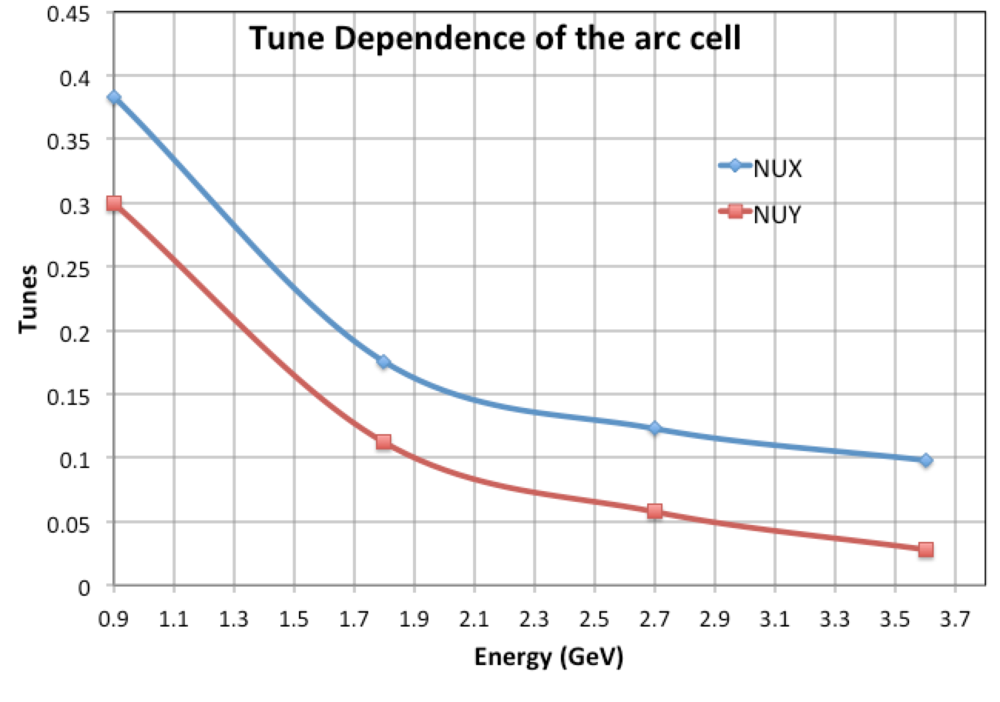 Tune Dependence of the arc cell
0.45
0.4
0.35
0.3
0.25
0.2
0.15
0.1
0.05
0
Tunes
NUX
NUY
0.9 1.1 1.3 1.5 1.7 1.9 2.1 2.3 2.5 2.7 2.9 3.1 3.3 3.5 3.7
Energy (GeV)